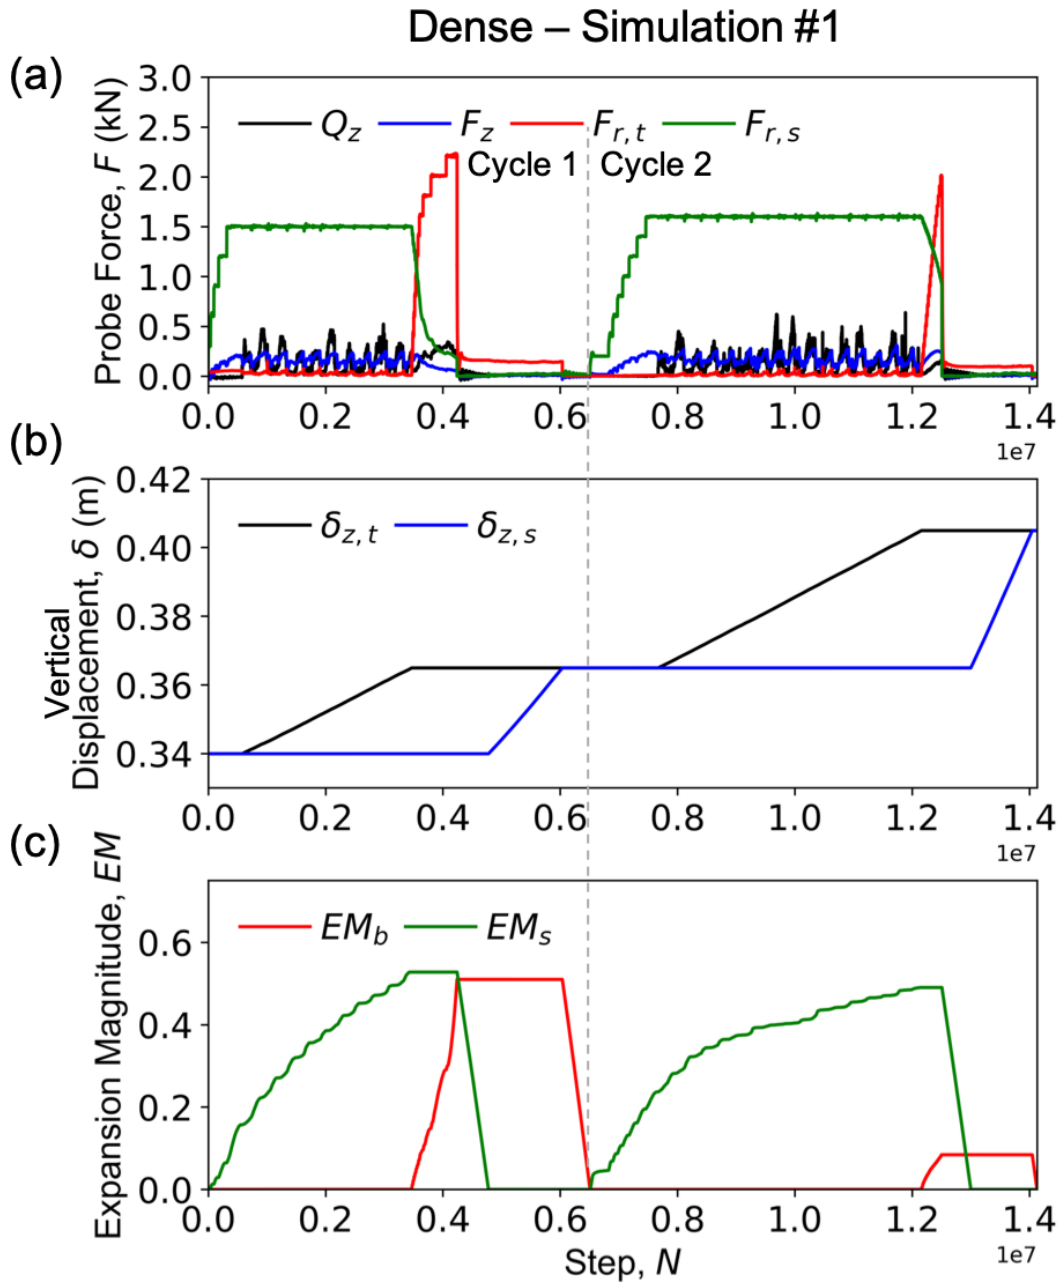 Dense – Simulation #1
(a)
Probe Force, F (kN)
3.0
2.5
2.0
1.5
1.0
0.5
0.0
Q_z F_z F_{r,t} F_{r,s}
Cycle 1 Cycle 2
0.0 0.2 0.4 0.6 0.8 1.0 1.2 1.4
1e7
(b)
Vertical
Displacement, δ (m)
0.42
0.40
0.38
0.36
0.34
δ_{z,t} δ_{z,s}
0.0 0.2 0.4 0.6 0.8 1.0 1.2 1.4
1e7
(c)
Expansion Magnitude, EM
0.6
0.4
0.2
0.0
EM_b EM_s
0.0 0.2 0.4 0.6 0.8 1.0 1.2 1.4
1e7
Step, N